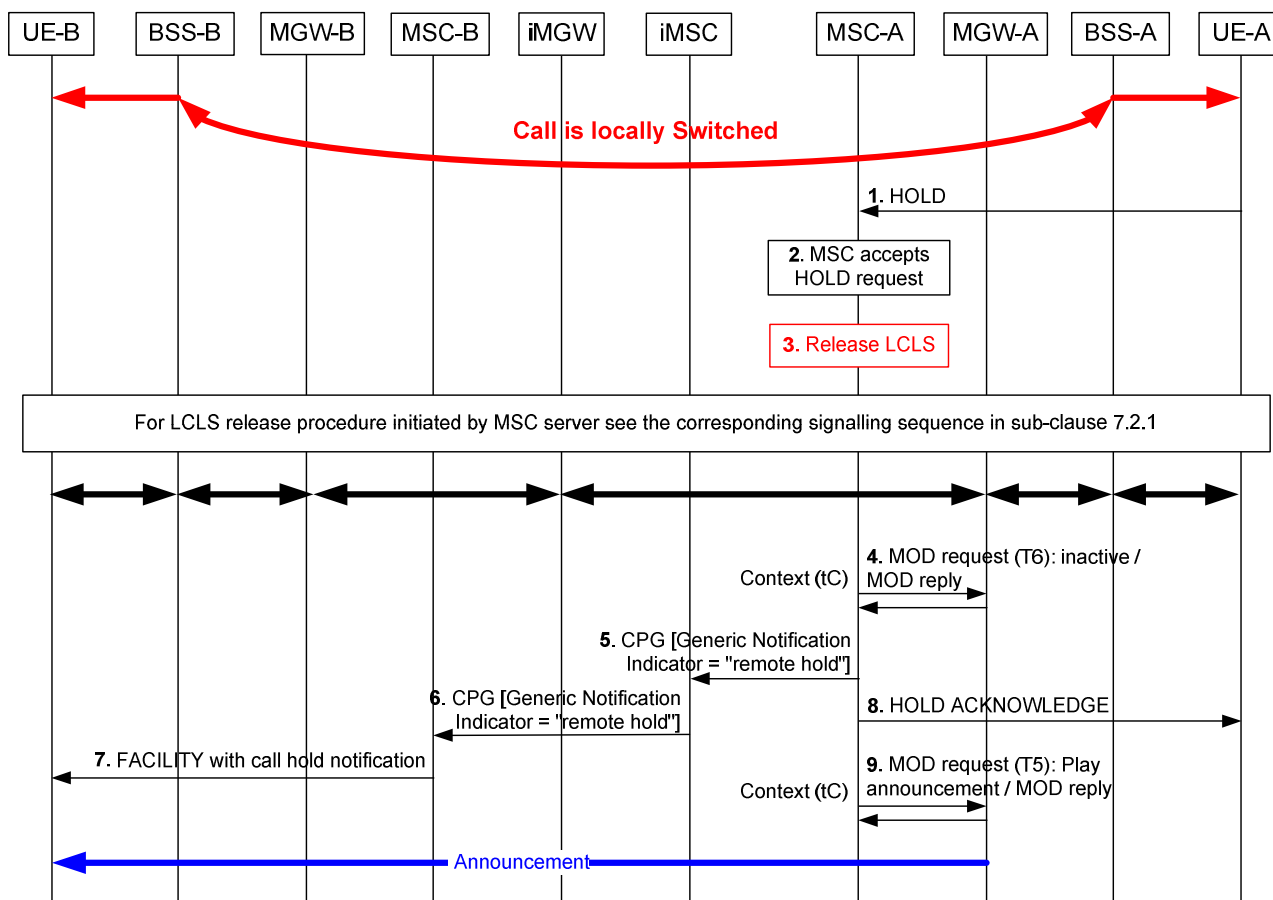 UE-B
BSS-B
MGW-B
MSC-B
iMGW
iMSC
MSC-A
MGW-A
BSS-A
UE-A
Call is locally Switched
1. HOLD
2. MSC accepts
HOLD request
3. Release LCLS
For LCLS release procedure initiated by MSC server see the corresponding signalling sequence in sub-clause 7.2.1
4. MOD request (T6): inactive /
MOD reply
Context (tC)
5. CPG [Generic Notification
Indicator = "remote hold"]
6. CPG [Generic Notification
Indicator = "remote hold"]
8. HOLD ACKNOWLEDGE
7. FACILITY with call hold notification
9. MOD request (T5): Play
announcement / MOD reply
Context (tC)
Announcement